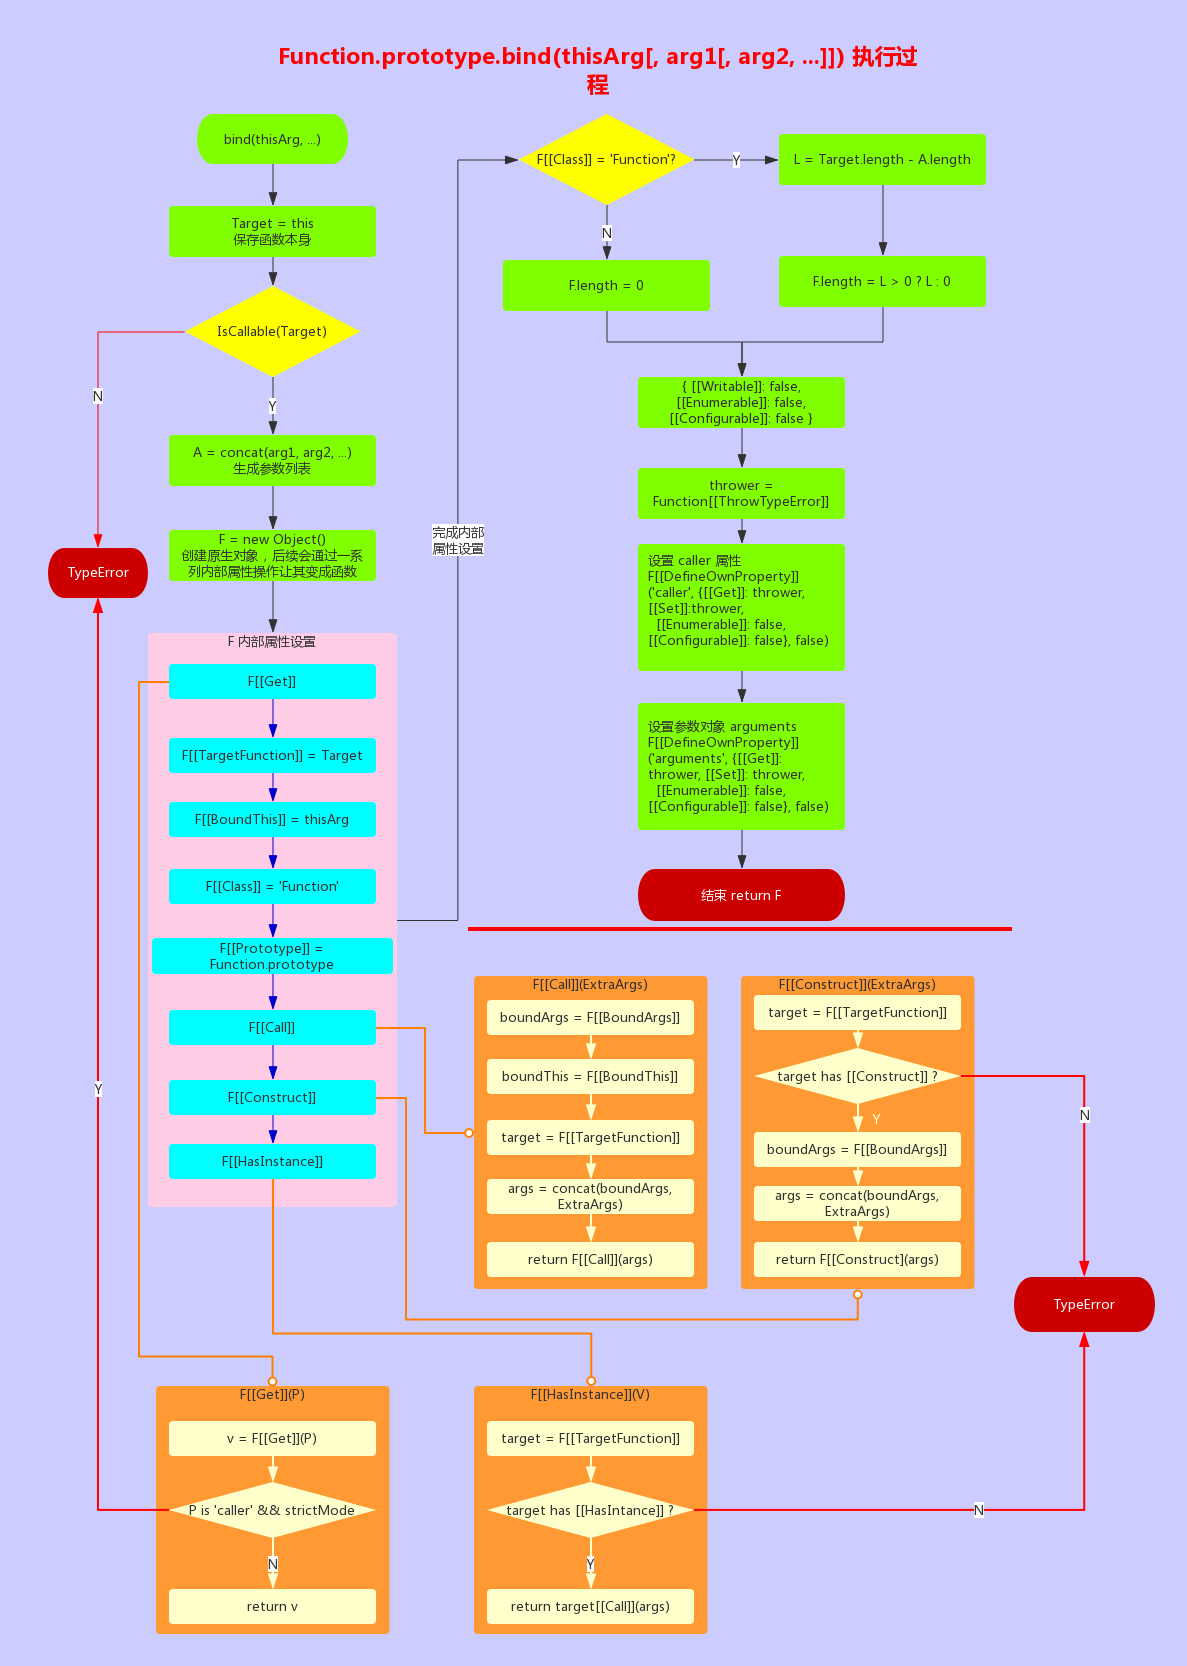 Function.prototype.bind(thisArg[, arg1[, arg2, ...]]) 执行过
程
bind(thisArg, ...)
Target = this
保存函数本身
IsCallable(Target)
N
Y
A = concat(arg1, arg2, ...)
生成参数列表
F = new Object()
创建原生对象，后续会通过一系
列内部属性操作让其变成函数
TypeError
F 内部属性设置
F[[Get]]
F[[TargetFunction]] = Target
F[[BoundThis]] = thisArg
F[[Class]] = 'Function'
F[[Prototype]] =
Function.prototype
F[[Call]]
F[[Construct]]
F[[HasInstance]]
Y
完成内部
属性设置
F[[Class]] = 'Function'?
Y
L = Target.length - A.length
N
F.length = 0
F.length = L > 0 ? L : 0
{ [[Writable]]: false,
[[Enumerable]]: false,
[[Configurable]]: false }
thrower =
Function[[ThrowTypeError]]
设置 caller 属性
F[[DefineOwnProperty]]
('caller', {[[Get]]: thrower,
[[Set]]:thrower,
[[Enumerable]]: false,
[[Configurable]]: false}, false)
设置参数对象 arguments
F[[DefineOwnProperty]]
('arguments', {[[Get]]:
thrower, [[Set]]: thrower,
[[Enumerable]]: false,
[[Configurable]]: false}, false)
结束 return F
F[[Call]](ExtraArgs)
boundArgs = F[[BoundArgs]]
boundThis = F[[BoundThis]]
target = F[[TargetFunction]]
args = concat(boundArgs,
ExtraArgs)
return F[[Call]](args)
F[[Construct]](ExtraArgs)
target = F[[TargetFunction]]
target has [[Construct]] ?
N
Y
boundArgs = F[[BoundArgs]]
args = concat(boundArgs,
ExtraArgs)
return F[[Construct](args)
TypeError
F[[Get]](P)
v = F[[Get]](P)
P is 'caller' && strictMode
N
return v
F[[HasInstance]](V)
target = F[[TargetFunction]]
target has [[HasIntance]] ?
N
Y
return target[[Call]](args)